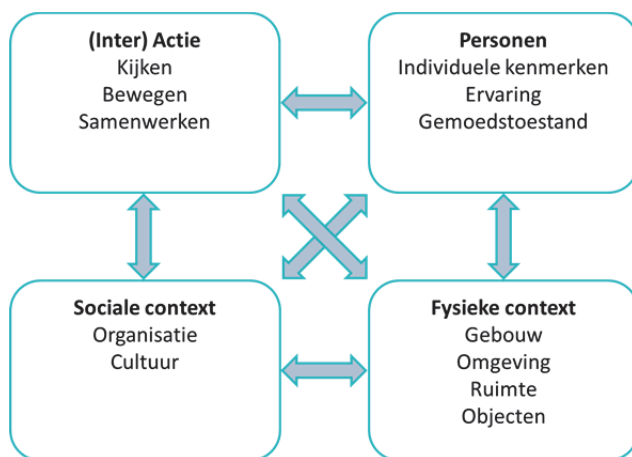 (Inter) Actie
Kijken
Bewegen
Samenwerken
Personen
Individuele kenmerken
Ervaring
Gemoedstoestand
Sociale context
Organisatie
Cultuur
Fysieke context
Gebouw
Omgeving
Ruimte
Objecten